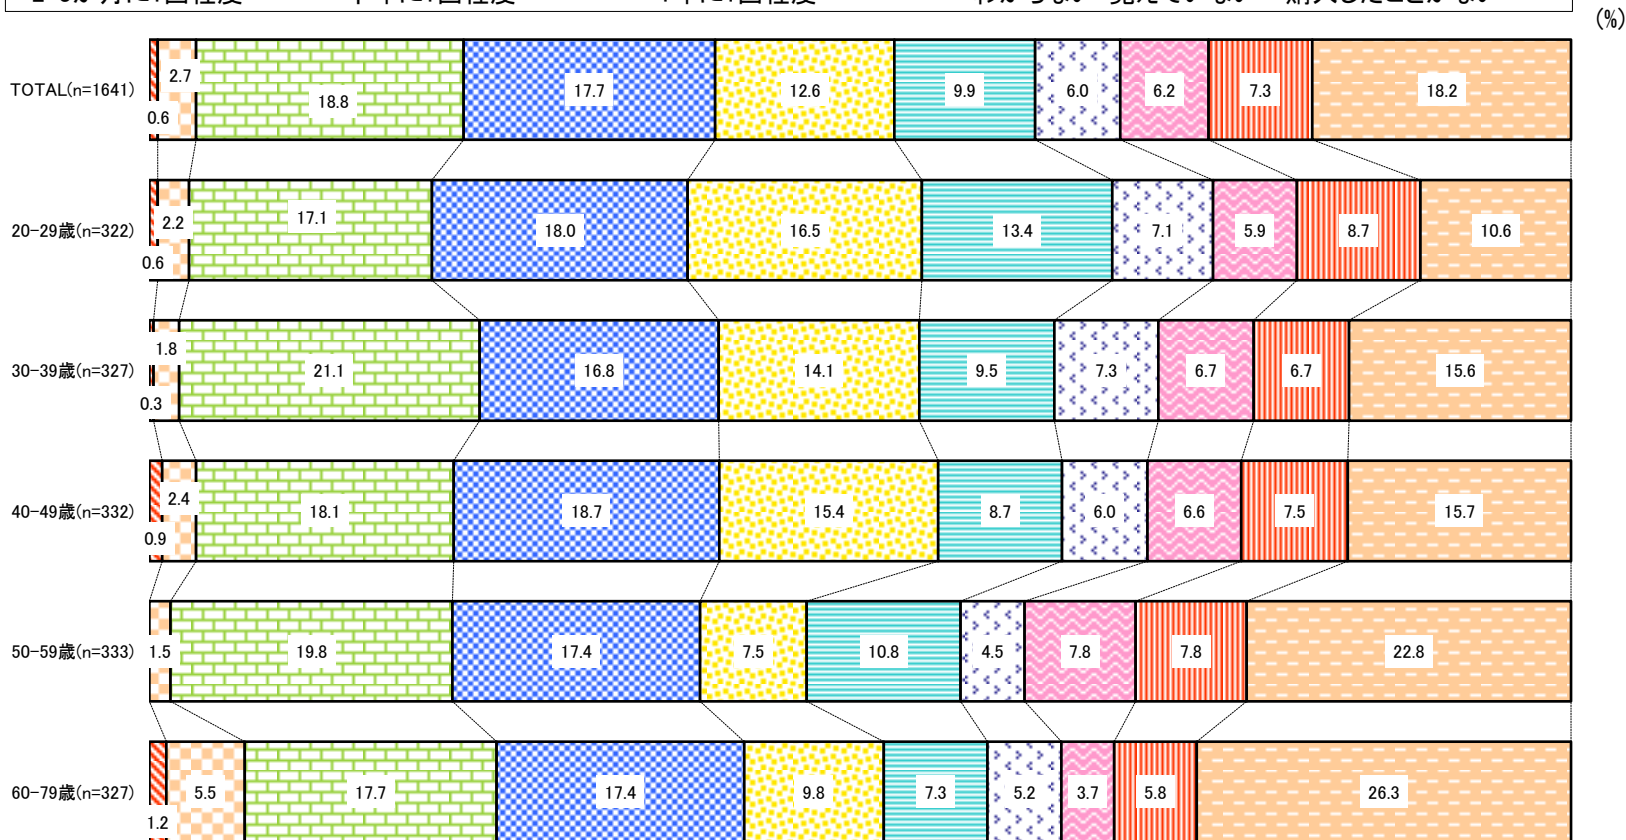 (%)
TOTAL(n=1641) 0.6 2.7 18.8 17.7 12.6 9.9 6.0 6.2 7.3 18.2
20-29歳(n=322) 0.6 2.2 17.1 18.0 16.5 13.4 7.1 5.9 8.7 10.6
30-39歳(n=327) 0.3 1.8 21.1 16.8 14.1 9.5 7.3 6.7 6.7 15.6
40-49歳(n=332) 0.9 2.4 18.1 18.7 15.4 8.7 6.0 6.6 7.5 15.7
50-59歳(n=333) 1.5 19.8 17.4 7.5 10.8 4.5 7.8 7.8 22.8
60-79歳(n=327) 1.2 5.5 17.7 17.4 9.8 7.3 5.2 3.7 5.8 26.3